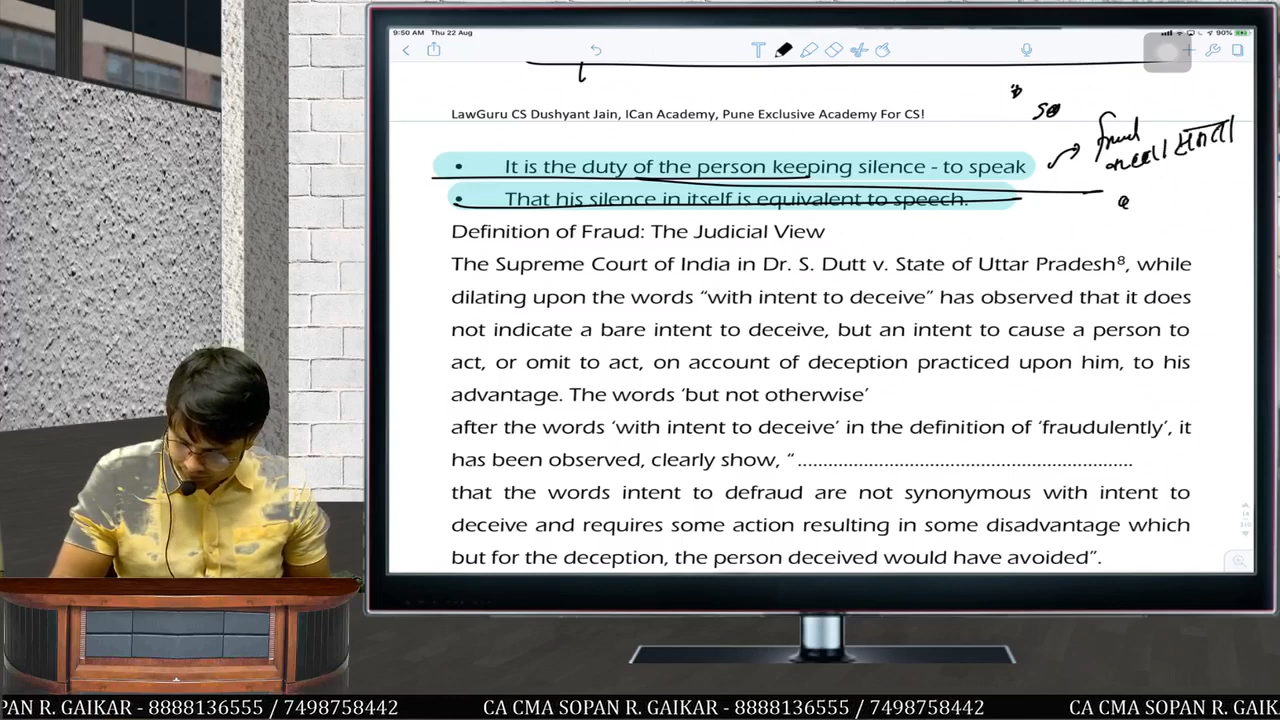 9:50 AM Thu 22 Aug
90%
LawGuru CS Dushyant Jain, ICan Academy, Pune Exclusive Academy For CS!
• It is the duty of the person keeping silence - to speak
• That his silence in itself is equivalent to speech.
Definition of Fraud: The Judicial View
The Supreme Court of India in Dr. S. Dutt v. State of Uttar Pradesh⁸, while
dilating upon the words “with intent to deceive” has observed that it does
not indicate a bare intent to deceive, but an intent to cause a person to
act, or omit to act, on account of deception practiced upon him, to his
advantage. The words ‘but not otherwise’
after the words ‘with intent to deceive’ in the definition of ‘fraudulently’, it
has been observed, clearly show, “..................................................................
that the words intent to defraud are not synonymous with intent to
deceive and requires some action resulting in some disadvantage which
but for the deception, the person deceived would have avoided”.
fraud
PAN R. GAIKAR - 8888136555 / 7498758442 CA CMA SOPAN R. GAIKAR - 8888136555 / 7498758442 CA CMA SOPAN R. GAIK